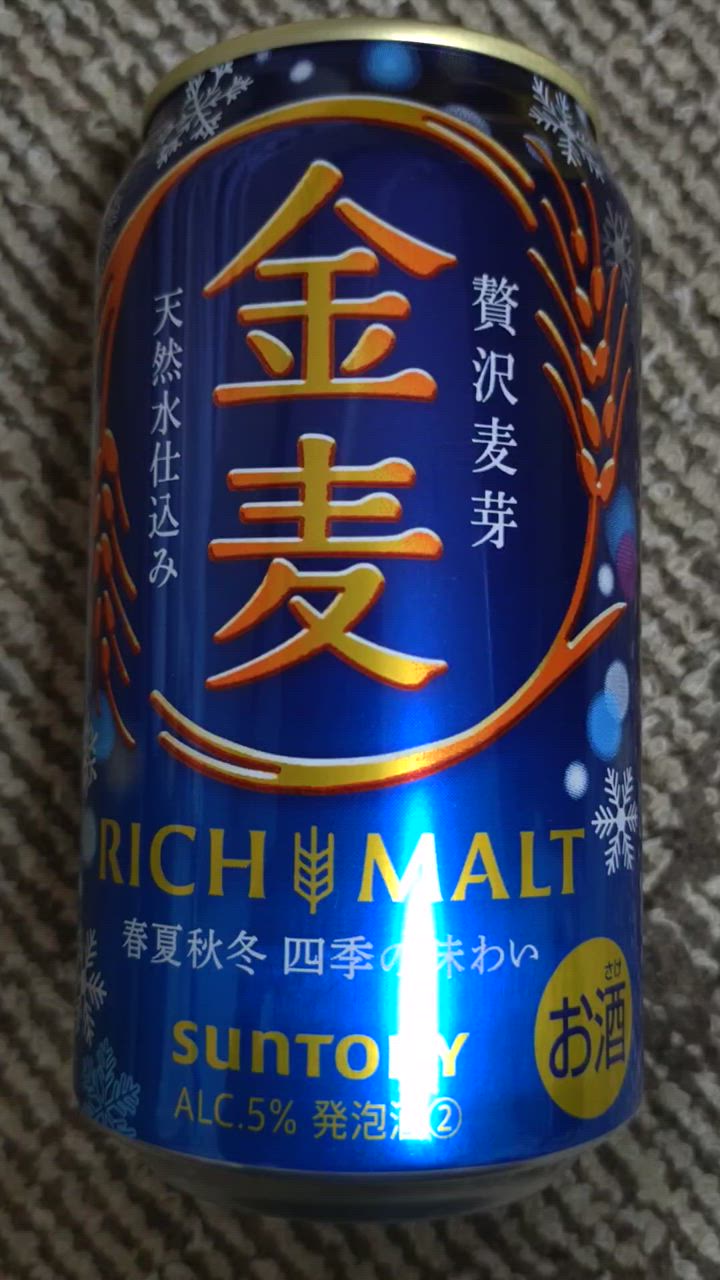 贅沢麦芽
金麦
天然水仕込み
RICH MALT
春夏秋冬 四季の味わい
さけ
お酒
SUNTORY
ALC.5% 発泡酒②